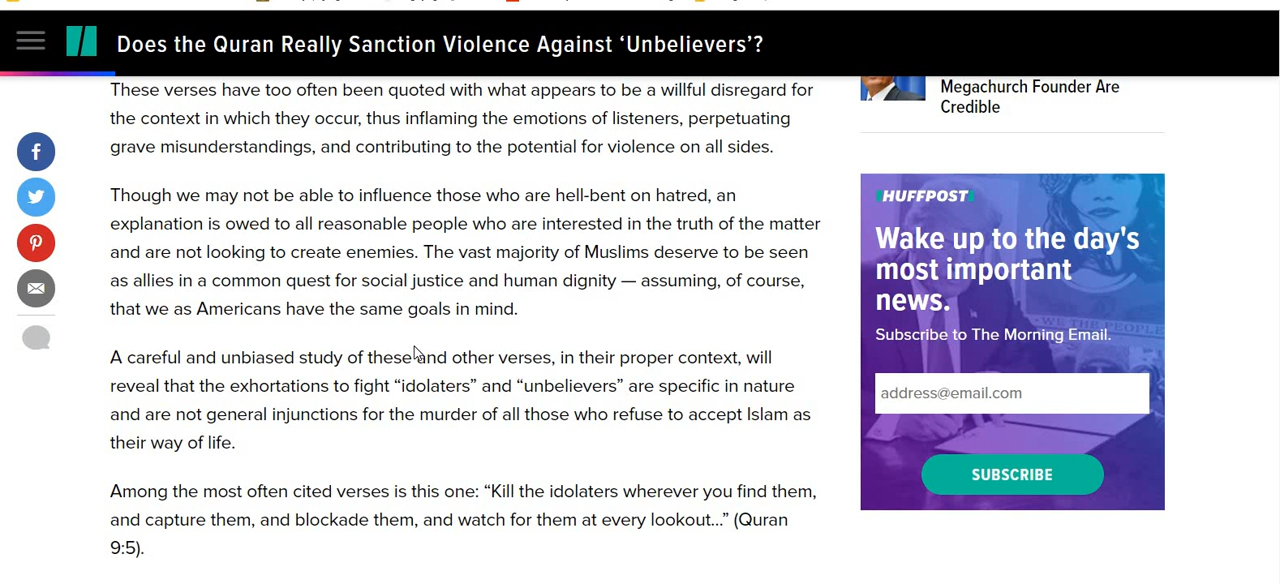 Does the Quran Really Sanction Violence Against ‘Unbelievers’?
These verses have too often been quoted with what appears to be a willful disregard for
the context in which they occur, thus inflaming the emotions of listeners, perpetuating
grave misunderstandings, and contributing to the potential for violence on all sides.
Though we may not be able to influence those who are hell-bent on hatred, an
explanation is owed to all reasonable people who are interested in the truth of the matter
and are not looking to create enemies. The vast majority of Muslims deserve to be seen
as allies in a common quest for social justice and human dignity — assuming, of course,
that we as Americans have the same goals in mind.
A careful and unbiased study of these and other verses, in their proper context, will
reveal that the exhortations to fight “idolaters” and “unbelievers” are specific in nature
and are not general injunctions for the murder of all those who refuse to accept Islam as
their way of life.
Among the most often cited verses is this one: “Kill the idolaters wherever you find them,
and capture them, and blockade them, and watch for them at every lookout...” (Quran
9:5).
Megachurch Founder Are
Credible
HUFFPOST
Wake up to the day's
most important
news.
WE THE PEOPLE
Subscribe to The Morning Email.
address@email.com
SUBSCRIBE